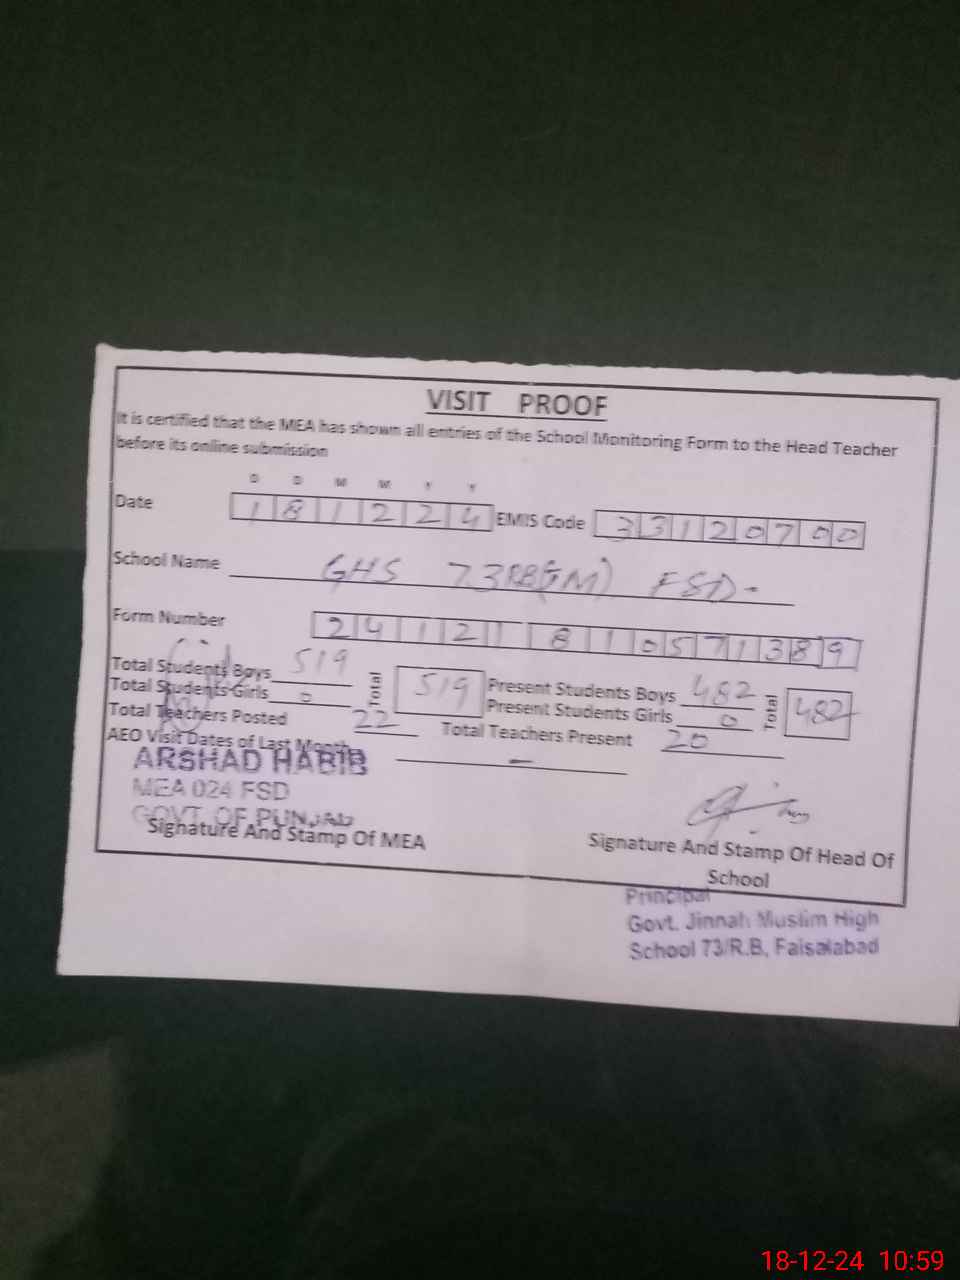 VISIT PROOF
It is certified that the MEA has shown all entries of the School Monitoring Form to the Head Teacher
before its online submission
D D M M Y Y
Date 1 8 1 2 2 4 EMIS Code 3 3 1 2 0 7 0 0
School Name GHS 73RB(JM) FSD-
Form Number 2 4 1 2 1 8 1 0 5 7 1 3 8 9
Total Students Boys 519 Total 519 Present Students Boys 482 Total 482
Total Students Girls 0 Present Students Girls 0
Total Teachers Posted 22 Total Teachers Present 20
AEO Visit Dates of Last Month -
ARSHAD HABIB
MEA 024 FSD
GOVT. OF PUNJAB
Signature And Stamp Of MEA
Signature And Stamp Of Head Of
School
Principal
Govt. Jinnah Muslim High
School 73/R.B, Faisalabad
18-12-24 10:59